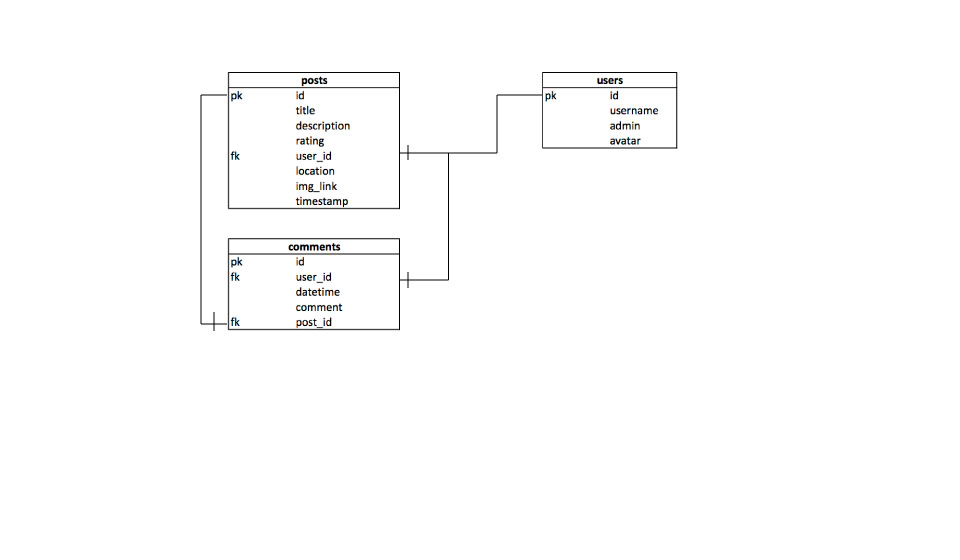 posts
pk id
title
description
rating
fk user_id
location
img_link
timestamp
users
pk id
username
admin
avatar
comments
pk id
fk user_id
datetime
comment
fk post_id